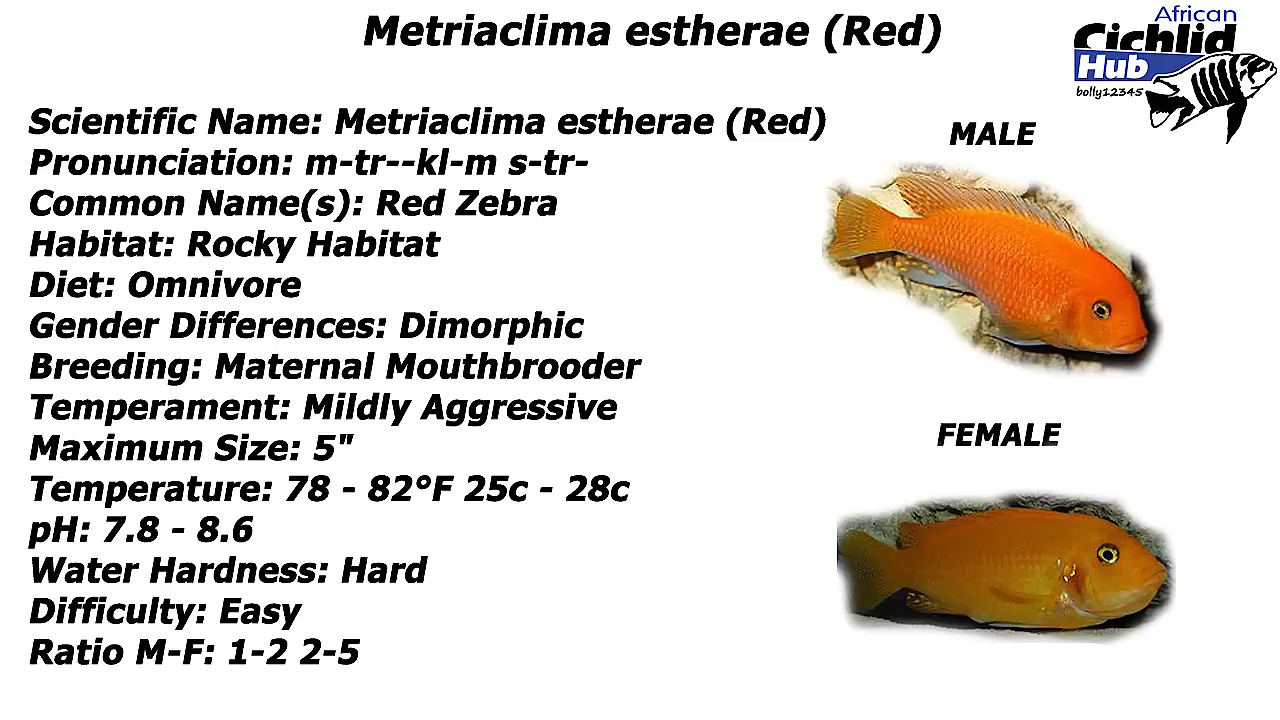 Metriaclima estherae (Red)
African
Cichlid
Hub
bolly12345
Scientific Name: Metriaclima estherae (Red)
Pronunciation: m-tr--kl-m s-tr-
Common Name(s): Red Zebra
Habitat: Rocky Habitat
Diet: Omnivore
Gender Differences: Dimorphic
Breeding: Maternal Mouthbrooder
Temperament: Mildly Aggressive
Maximum Size: 5"
Temperature: 78 - 82°F 25c - 28c
pH: 7.8 - 8.6
Water Hardness: Hard
Difficulty: Easy
Ratio M-F: 1-2 2-5
MALE
FEMALE